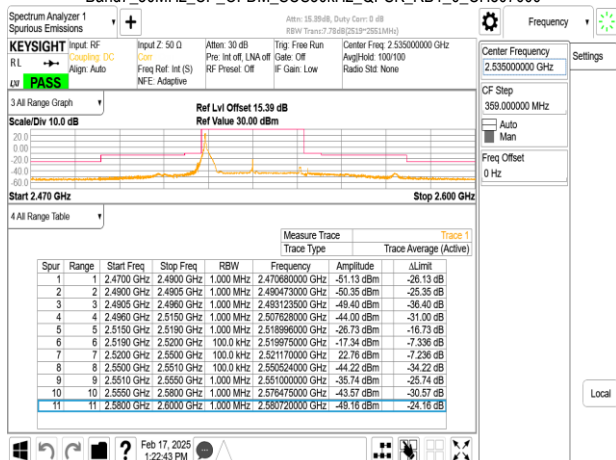 Spectrum Analyzer 1
Spurious Emissions
Attn: 15.39dB, Duty Corr: 0 dB
RBW Trans:7.78dB(2519~2551MHz)
Frequency
Settings
KEYSIGHT
Input: RF
Coupling: DC
Align: Auto
Input Z: 50 Ω
Corr
Freq Ref: Int (S)
NFE: Adaptive
Atten: 30 dB
Pre: Int off, LNA off
RF Preset: Off
Trig: Free Run
Gate: Off
IF Gain: Low
Center Freq: 2.535000000 GHz
Avg|Hold: 100/100
Radio Std: None
RL
LXI
PASS
Center Frequency
2.535000000 GHz
CF Step
359.000000 MHz
Auto
Man
Freq Offset
0 Hz
Local
3 All Range Graph
Scale/Div 10.0 dB
Ref Lvl Offset 15.39 dB
Ref Value 30.00 dBm
20.0
0.00
-20.0
-40.0
-60.0
Start 2.470 GHz
Stop 2.600 GHz
4 All Range Table
Measure Trace Trace 1
Trace Type Trace Average (Active)
Spur Range Start Freq Stop Freq RBW Frequency Amplitude ΔLimit
1 1 2.4700 GHz 2.4900 GHz 1.000 MHz 2.470680000 GHz -51.13 dBm -26.13 dB
2 2 2.4900 GHz 2.4905 GHz 1.000 MHz 2.490473000 GHz -50.35 dBm -25.35 dB
3 3 2.4905 GHz 2.4960 GHz 1.000 MHz 2.493123500 GHz -49.40 dBm -36.40 dB
4 4 2.4960 GHz 2.5150 GHz 1.000 MHz 2.507628000 GHz -44.00 dBm -31.00 dB
5 5 2.5150 GHz 2.5190 GHz 1.000 MHz 2.518996000 GHz -26.73 dBm -16.73 dB
6 6 2.5190 GHz 2.5200 GHz 100.0 kHz 2.519975000 GHz -17.34 dBm -7.336 dB
7 7 2.5200 GHz 2.5500 GHz 100.0 kHz 2.521170000 GHz 22.76 dBm -7.236 dB
8 8 2.5500 GHz 2.5510 GHz 100.0 kHz 2.550524000 GHz -44.22 dBm -34.22 dB
9 9 2.5510 GHz 2.5550 GHz 1.000 MHz 2.551000000 GHz -35.74 dBm -25.74 dB
10 10 2.5550 GHz 2.5800 GHz 1.000 MHz 2.576475000 GHz -43.57 dBm -30.57 dB
11 11 2.5800 GHz 2.6000 GHz 1.000 MHz 2.580720000 GHz -49.16 dBm -24.16 dB
Feb 17, 2025
1:22:43 PM